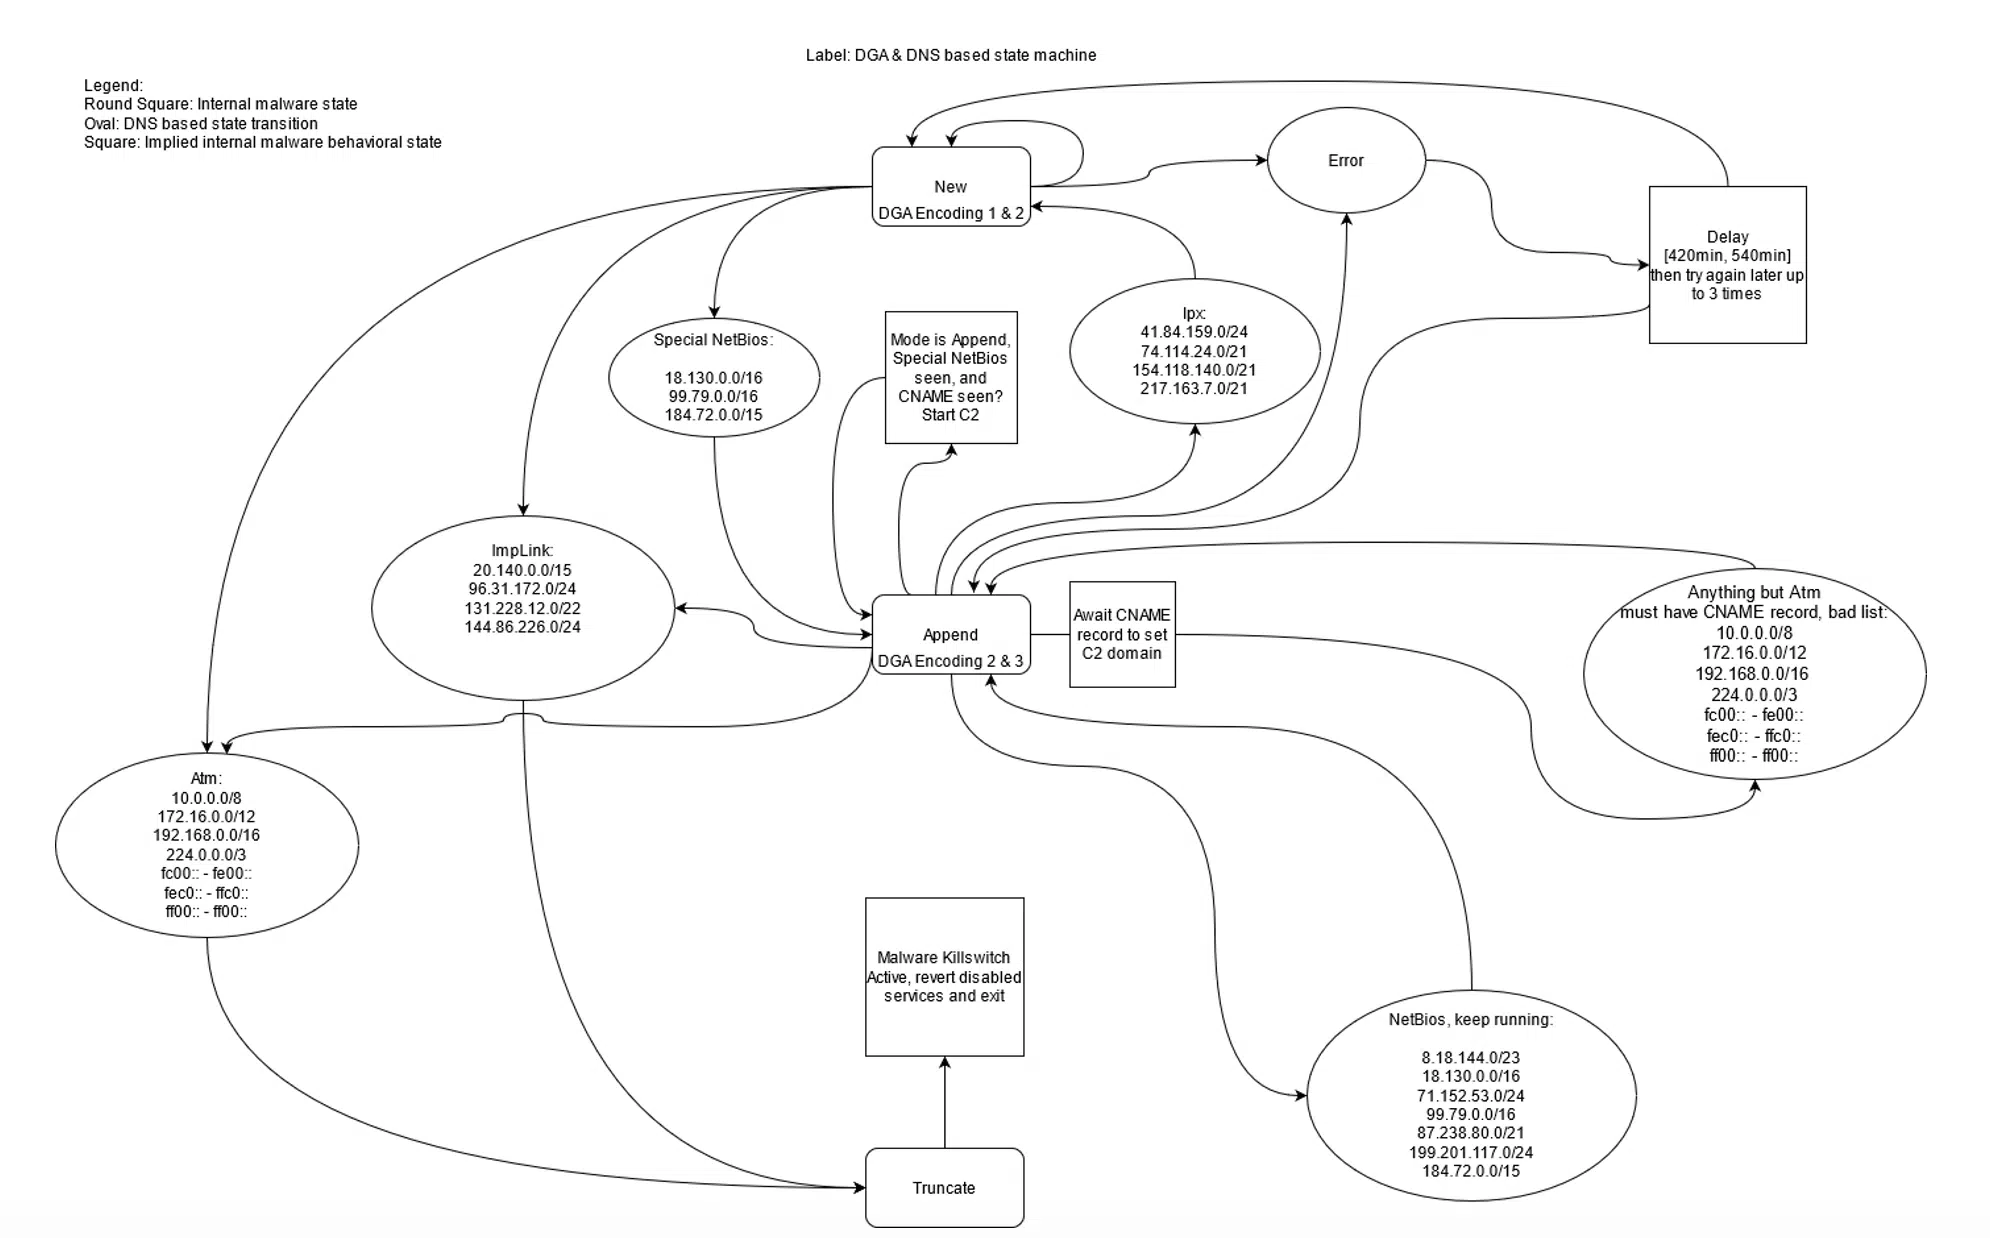 Label: DGA & DNS based state machine
Legend:
Round Square: Internal malware state
Oval: DNS based state transition
Square: Implied internal malware behavioral state
New
DGA Encoding 1 & 2
Error
Delay
[420min, 540min]
then try again later up
to 3 times
Special NetBios:
18.130.0.0/16
99.79.0.0/16
184.72.0.0/15
Mode is Append,
Special NetBios
seen, and
CNAME seen?
Start C2
Ipx:
41.84.159.0/24
74.114.24.0/21
154.118.140.0/21
217.163.7.0/21
ImpLink:
20.140.0.0/15
96.31.172.0/24
131.228.12.0/22
144.86.226.0/24
Append
DGA Encoding 2 & 3
Await CNAME
record to set
C2 domain
Anything but Atm
must have CNAME record, bad list:
10.0.0.0/8
172.16.0.0/12
192.168.0.0/16
224.0.0.0/3
fc00:: - fe00::
fec0:: - ffc0::
ff00:: - ff00::
Atm:
10.0.0.0/8
172.16.0.0/12
192.168.0.0/16
224.0.0.0/3
fc00:: - fe00::
fec0:: - ffc0::
ff00:: - ff00::
Malware Killswitch
Active, revert disabled
services and exit
NetBios, keep running:
8.18.144.0/23
18.130.0.0/16
71.152.53.0/24
99.79.0.0/16
87.238.80.0/21
199.201.117.0/24
184.72.0.0/15
Truncate